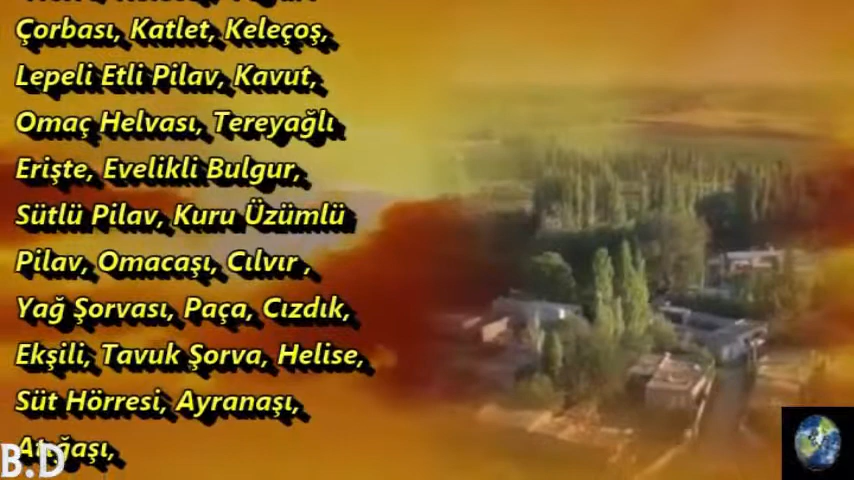 Çorbası, Katlet, Keleçoş,
Lepeli Etli Pilav, Kavut,
Omaç Helvası, Tereyağlı
Erişte, Evelikli Bulgur,
Sütlü Pilav, Kuru Üzümlü
Pilav, Omacaşı, Cılvır ,
Yağ Şorvası, Paça, Cızdık,
Ekşili, Tavuk Şorva, Helise,
Süt Hörresi, Ayranaşı,
B.D